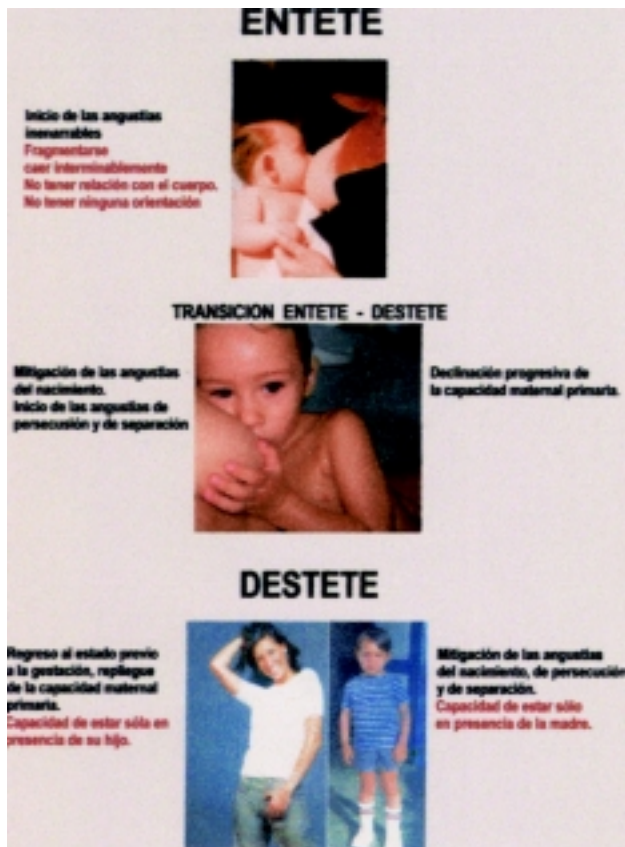 ENTETE
Inicio de las angustias
inenarrables
Fragmentarse
caer interminablemente
No tener relación con el cuerpo.
No tener ninguna orientación
TRANSICION ENTETE - DESTETE
Mitigación de las angustias
del nacimiento.
Inicio de las angustias de
persecusión y de separación
Declinación progresiva de
la capacidad maternal primaria.
DESTETE
Regreso al estado previo
a la gestación, repliegue
de la capacidad maternal
primaria.
Capacidad de estar sóla en
presencia de su hijo.
Mitigación de las angustias
del nacimiento, de persecusión
y de separación.
Capacidad de estar sólo
en presencia de la madre.